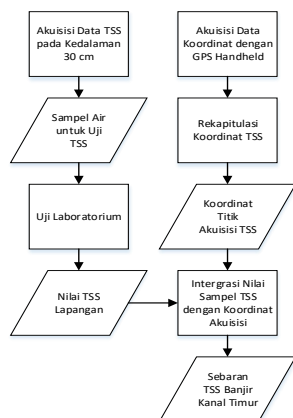 Akuisisi Data TSS
pada Kedalaman
30 cm
Sampel Air
untuk Uji
TSS
Uji Laboratorium
Nilai TSS
Lapangan
Akuisisi Data
Koordinat dengan
GPS Handheld
Rekapitulasi
Koordinat TSS
Koordinat
Titik
Akuisisi TSS
Intergrasi Nilai
Sampel TSS
dengan Koordinat
Akuisisi
Sebaran
TSS Banjir
Kanal Timur